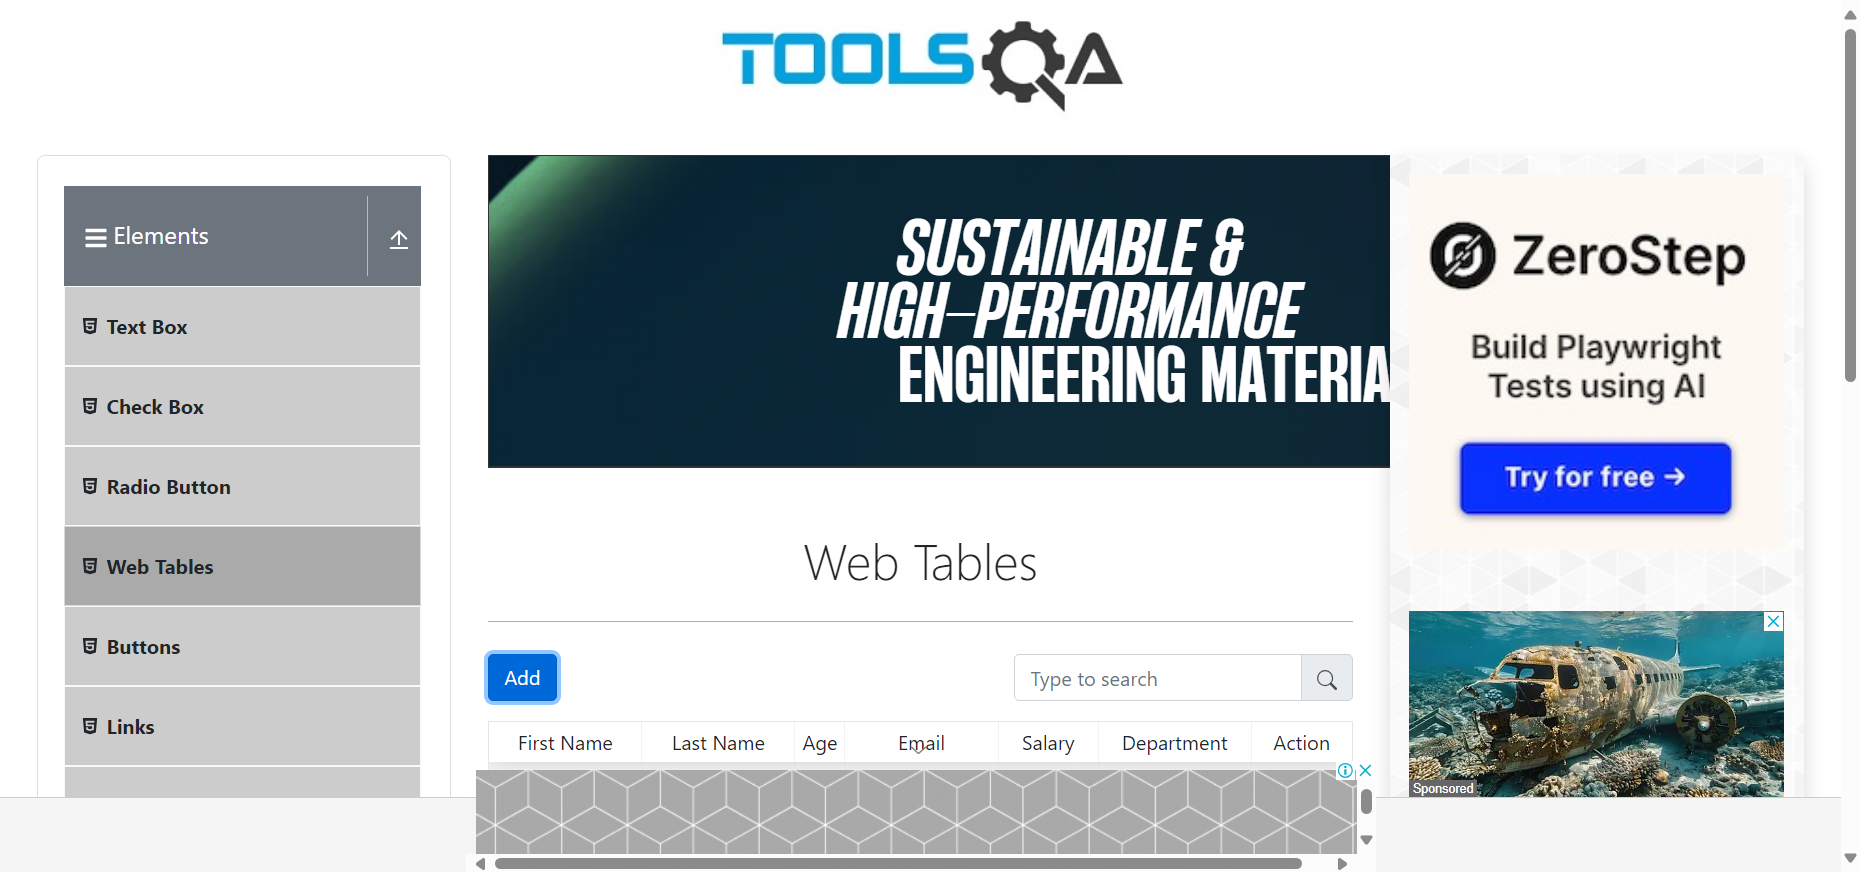 TOOLSQA
Elements
Text Box
Check Box
Radio Button
Web Tables
Buttons
Links
SUSTAINABLE &
HIGH–PERFORMANCE
ENGINEERING MATERIA
Web Tables
Add
Type to search
First Name Last Name Age Email Salary Department Action
ZeroStep
Build Playwright
Tests using AI
Try for free →
Sponsored